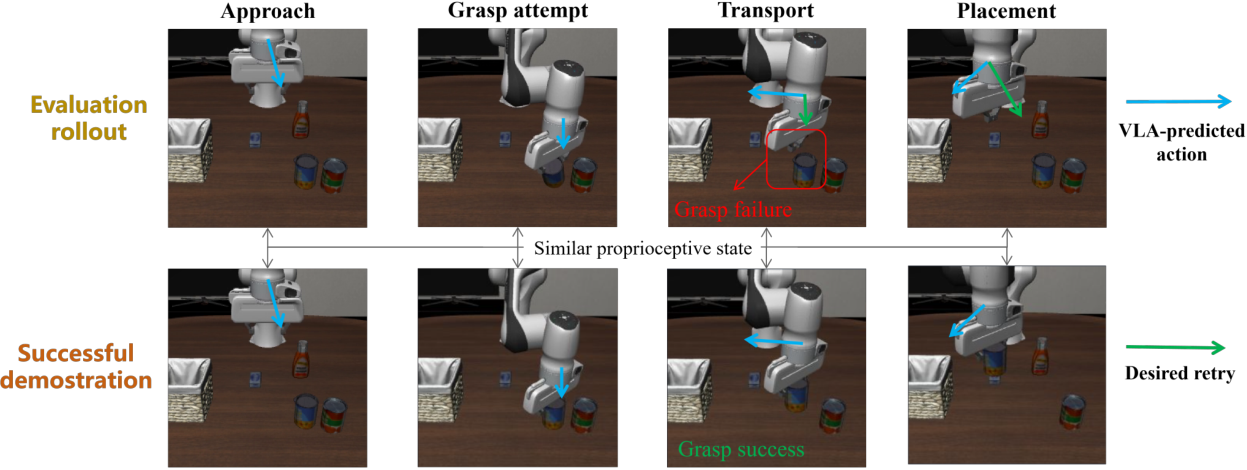 Approach
Grasp attempt
Transport
Placement
Evaluation
rollout
VLA-predicted
action
Grasp failure
Similar proprioceptive state
Successful
demostration
Grasp success
Desired retry